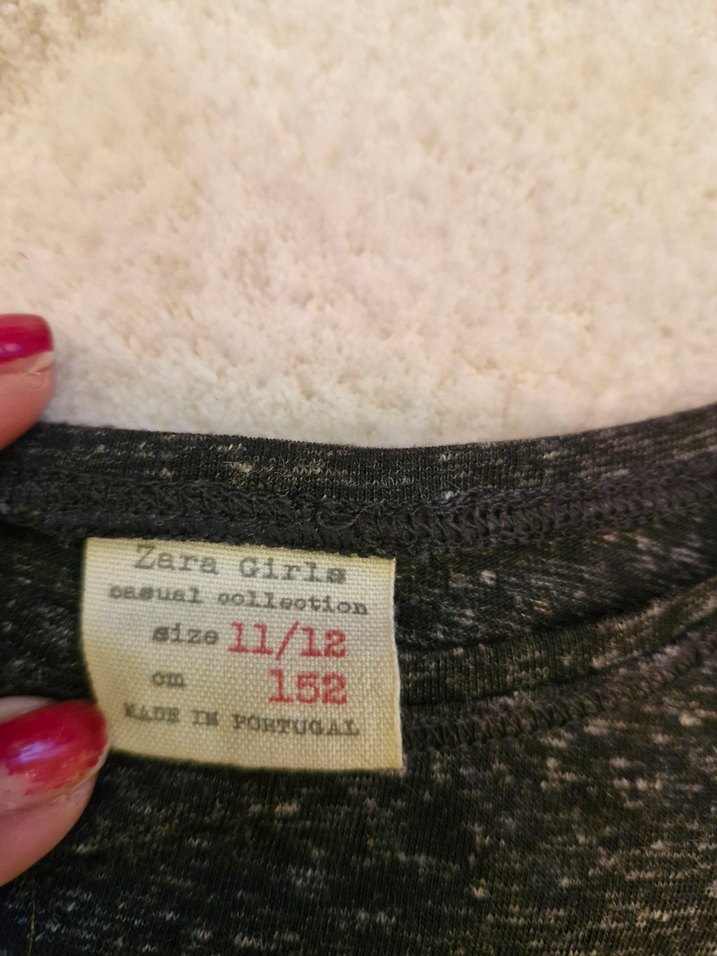 Zara Girls
casual collection
size 11/12
cm 152
MADE IN PORTUGAL